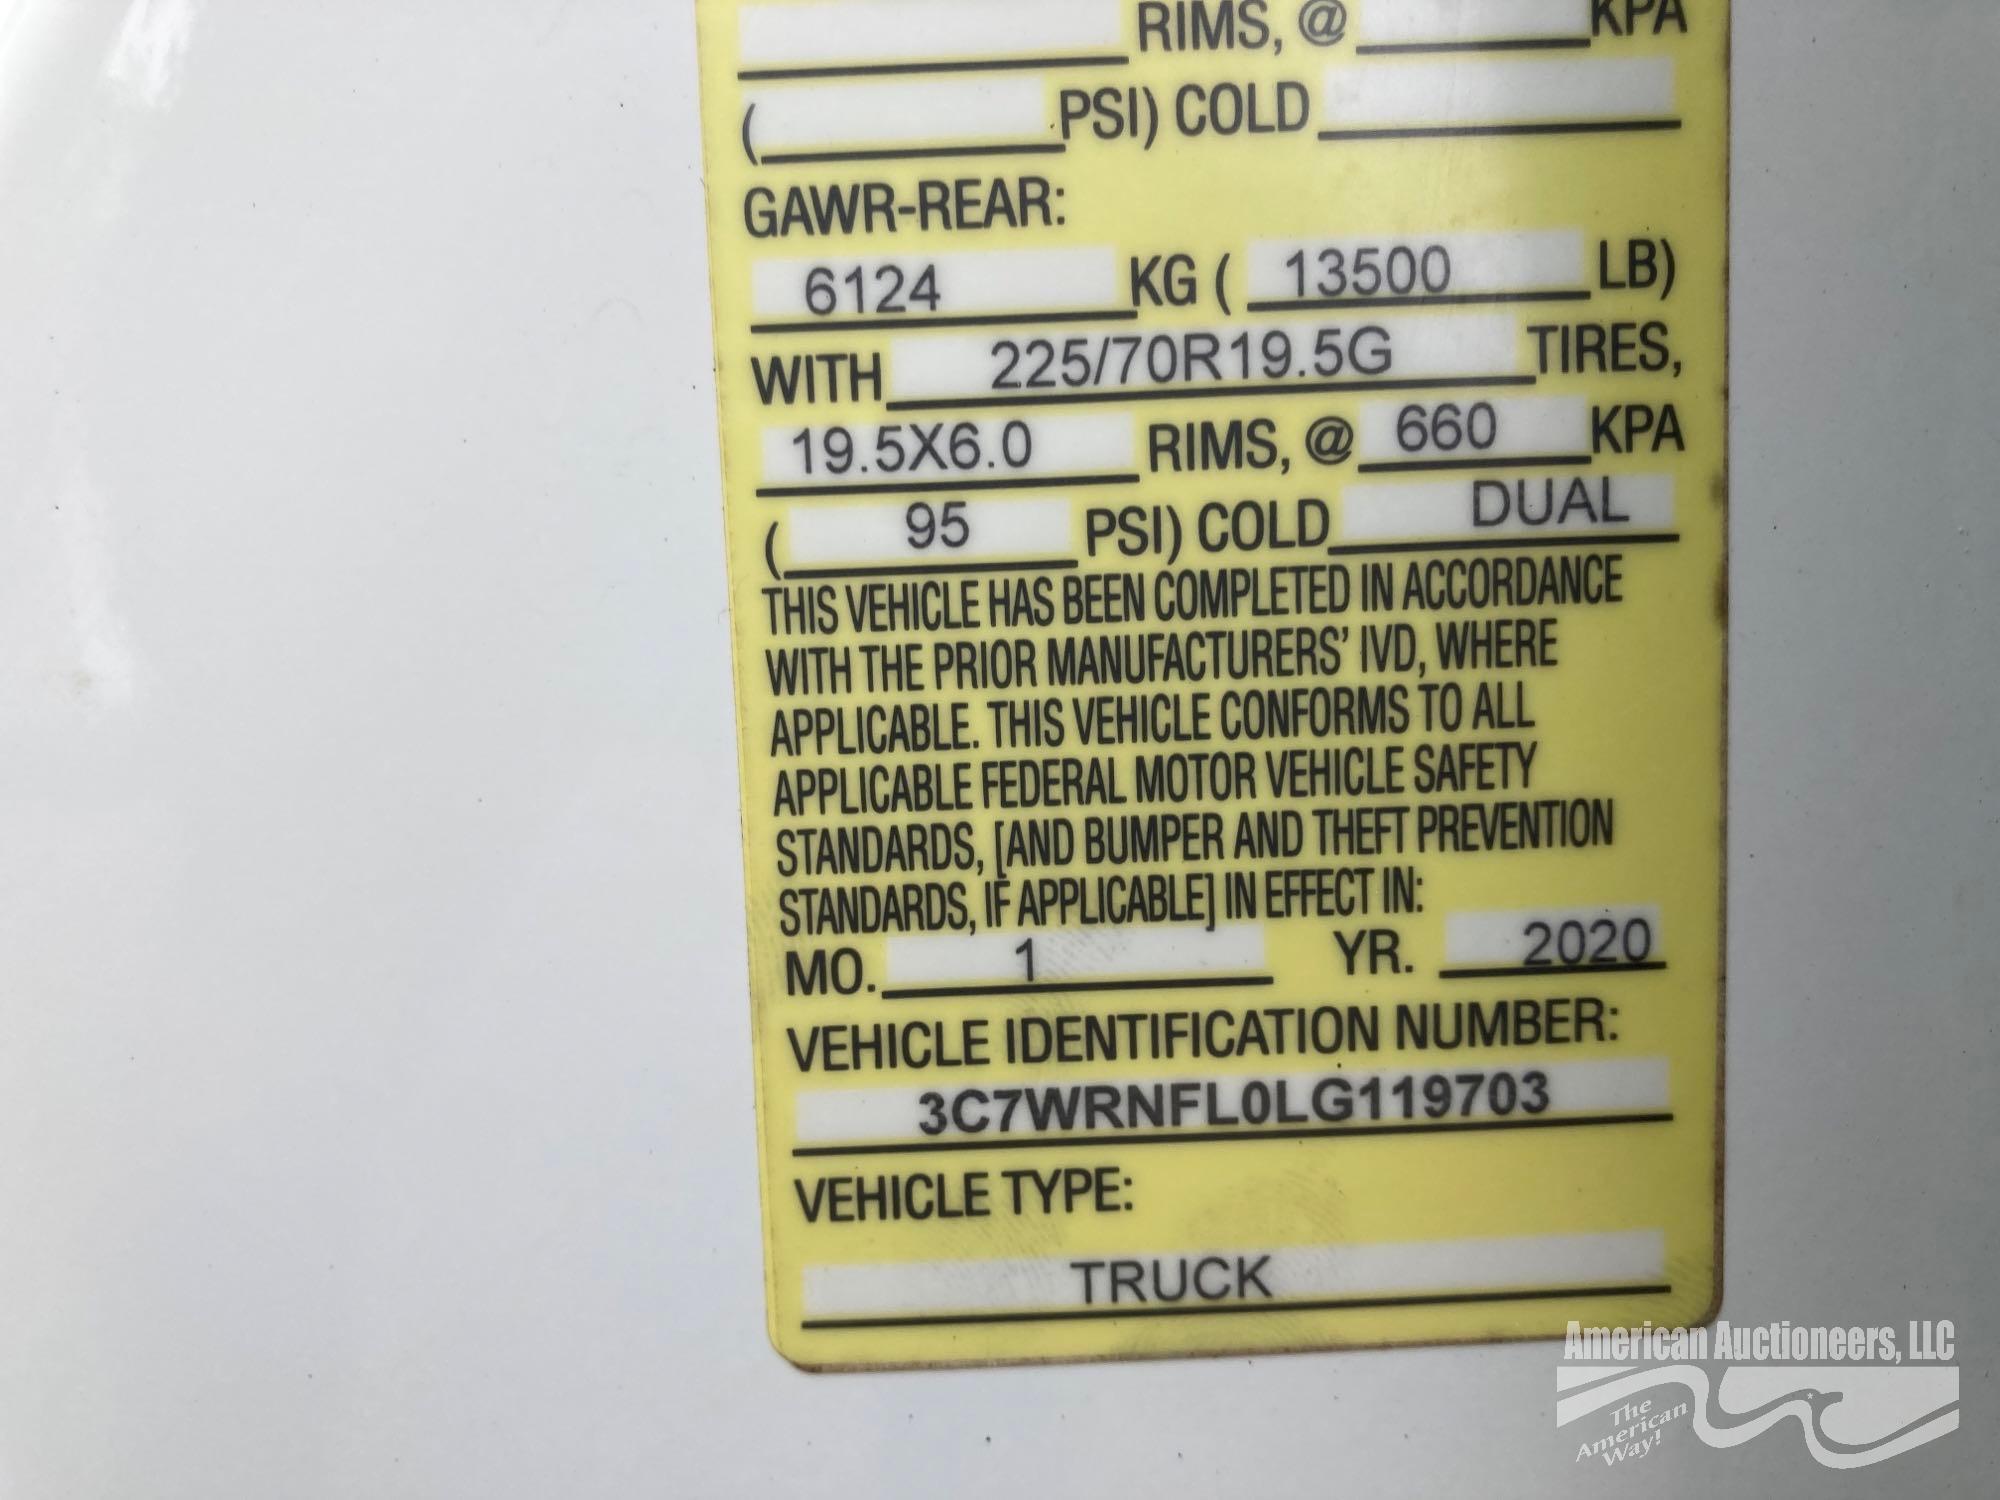 RIMS, @ KPA
( PSI) COLD
GAWR-REAR:
6124 KG ( 13500 LB)
WITH 225/70R19.5G TIRES,
19.5X6.0 RIMS, @ 660 KPA
( 95 PSI) COLD DUAL
THIS VEHICLE HAS BEEN COMPLETED IN ACCORDANCE
WITH THE PRIOR MANUFACTURERS' IVD, WHERE
APPLICABLE. THIS VEHICLE CONFORMS TO ALL
APPLICABLE FEDERAL MOTOR VEHICLE SAFETY
STANDARDS, [AND BUMPER AND THEFT PREVENTION
STANDARDS, IF APPLICABLE] IN EFFECT IN:
MO. 1 YR. 2020
VEHICLE IDENTIFICATION NUMBER:
3C7WRNFL0LG119703
VEHICLE TYPE:
TRUCK
American Auctioneers, LLC
The
American
Way!